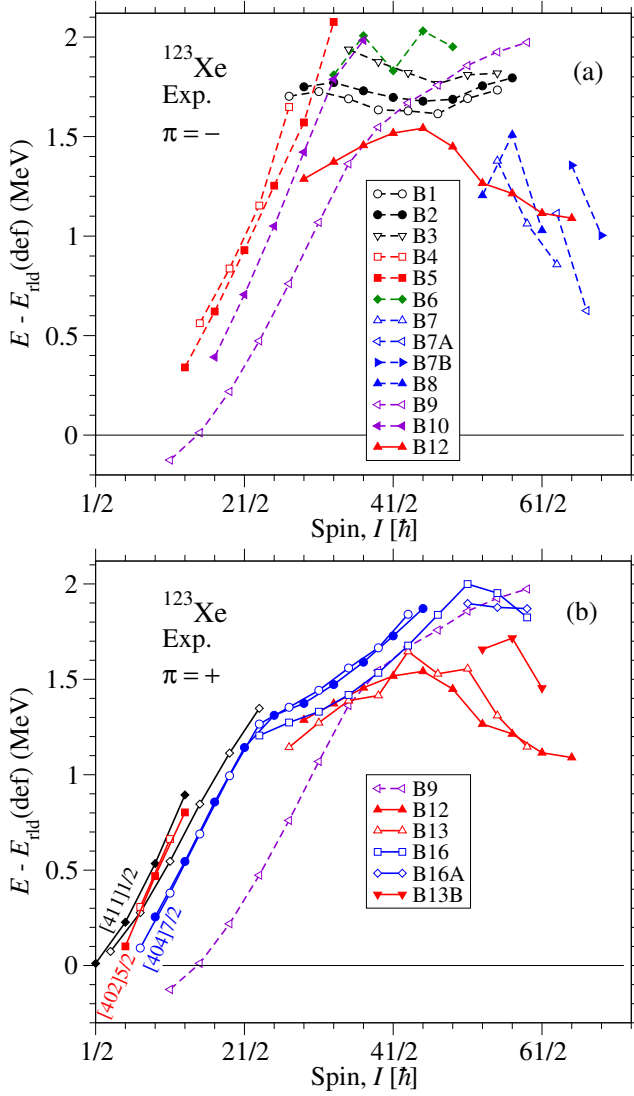 2
1.5
1
0.5
0
E - E_rld(def) (MeV)
123Xe
Exp.
π = −
(a)
B1
B2
B3
B4
B5
B6
B7
B7A
B7B
B8
B9
B10
B12
1/2 21/2 41/2 61/2
Spin, I [ℏ]
2
1.5
1
0.5
0
E - E_rld(def) (MeV)
123Xe
Exp.
π = +
(b)
[411]1/2
[402]5/2
[404]7/2
B9
B12
B13
B16
B16A
B13B
1/2 21/2 41/2 61/2
Spin, I [ℏ]